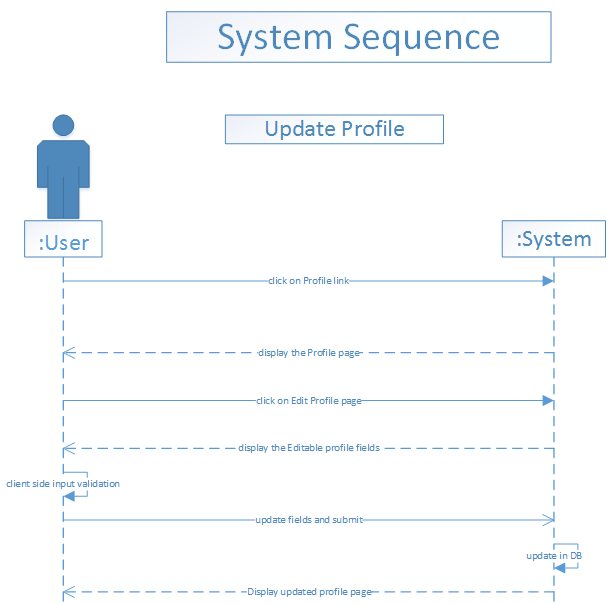 System Sequence
Update Profile
:User
:System
click on Profile link
display the Profile page
click on Edit Profile page
display the Editable profile fields
client side input validation
update fields and submit
update in DB
Display updated profile page